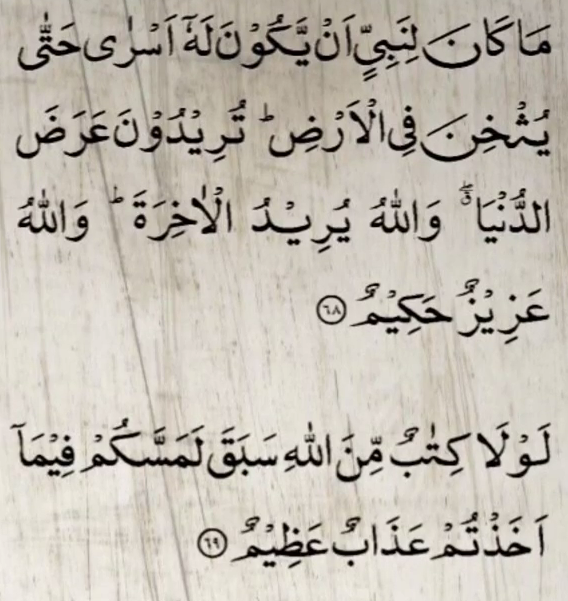 مَا كَانَ لِنَبِيٍّ اَنْ يَّكُوْنَ لَهٗٓ اَسْرٰى حَتّٰى
يُثْخِنَ فِى الْاَرْضِ ؕ تُرِيْدُوْنَ عَرَضَ
الدُّنْيَا ۖۗ وَاللّٰهُ يُرِيْدُ الْاٰخِرَةَ ؕ وَاللّٰهُ
عَزِيْزٌ حَكِيْمٌ ٦٨
لَوْلَا كِتٰبٌ مِّنَ اللّٰهِ سَبَقَ لَمَسَّكُمْ فِيْمَآ
اَخَذْتُمْ عَذَابٌ عَظِيْمٌ ٦٩